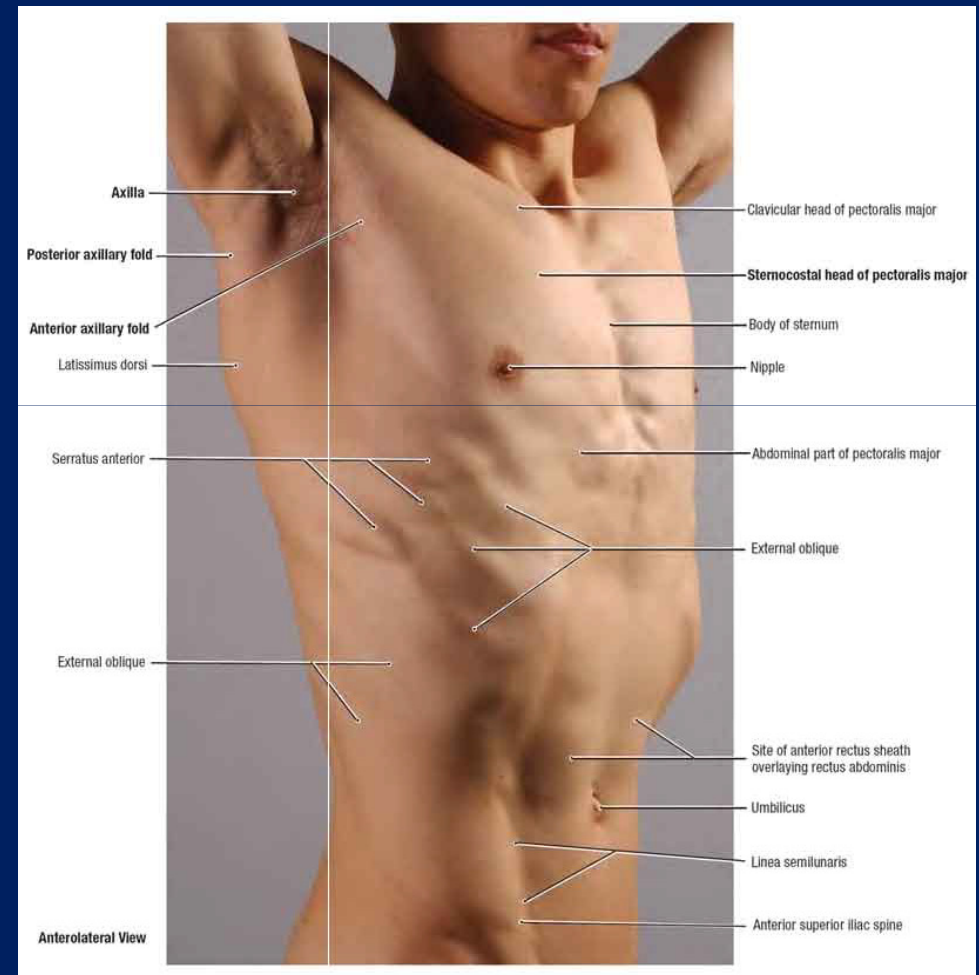 Axilla
Posterior axillary fold
Anterior axillary fold
Latissimus dorsi
Serratus anterior
External oblique
Anterolateral View
Clavicular head of pectoralis major
Sternocostal head of pectoralis major
Body of sternum
Nipple
Abdominal part of pectoralis major
External oblique
Site of anterior rectus sheath
overlaying rectus abdominis
Umbilicus
Linea semilunaris
Anterior superior iliac spine